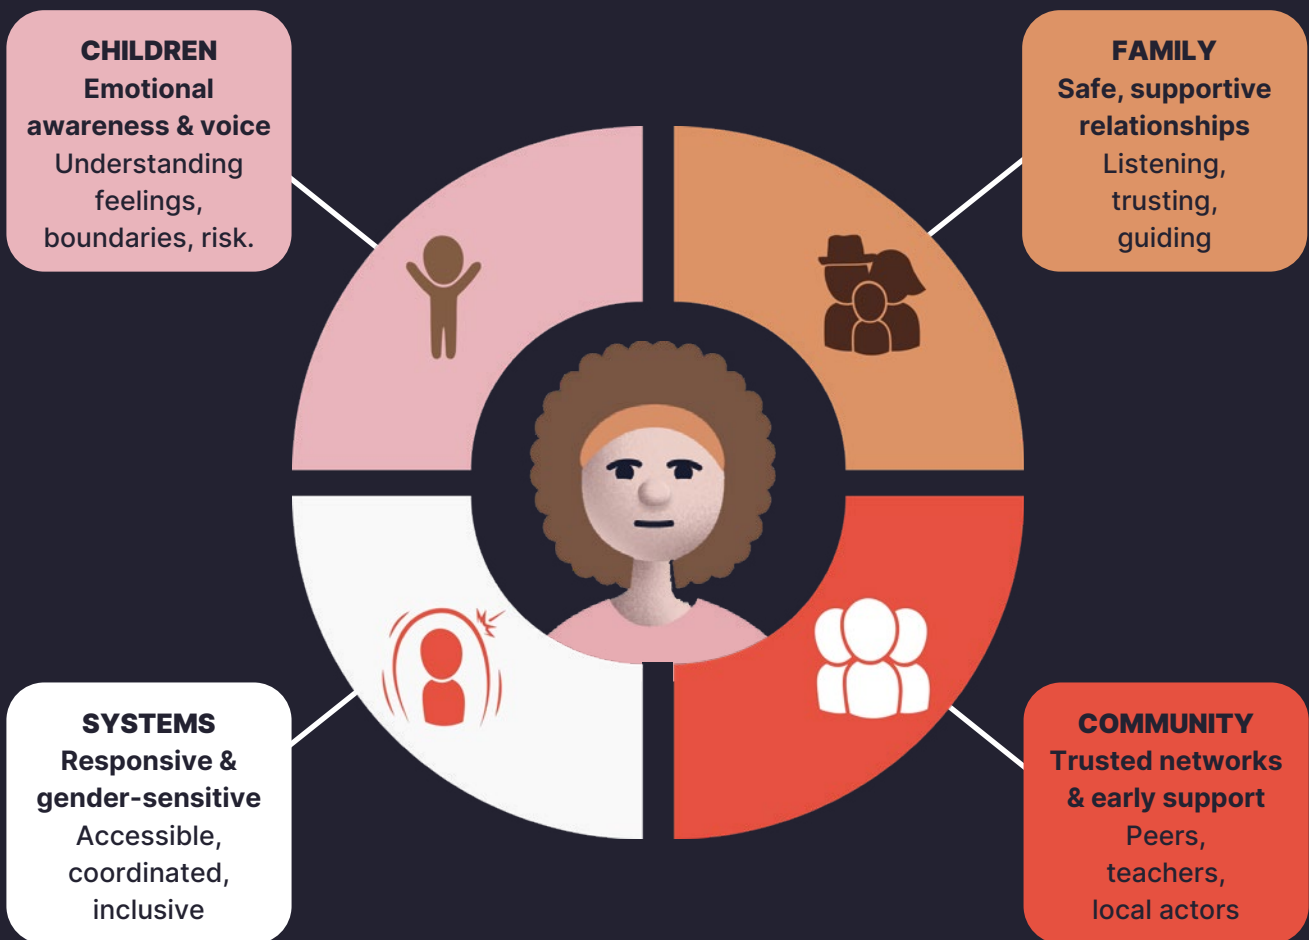 CHILDREN
Emotional
awareness & voice
Understanding
feelings,
boundaries, risk.
FAMILY
Safe, supportive
relationships
Listening,
trusting,
guiding
SYSTEMS
Responsive &
gender-sensitive
Accessible,
coordinated,
inclusive
COMMUNITY
Trusted networks
& early support
Peers,
teachers,
local actors